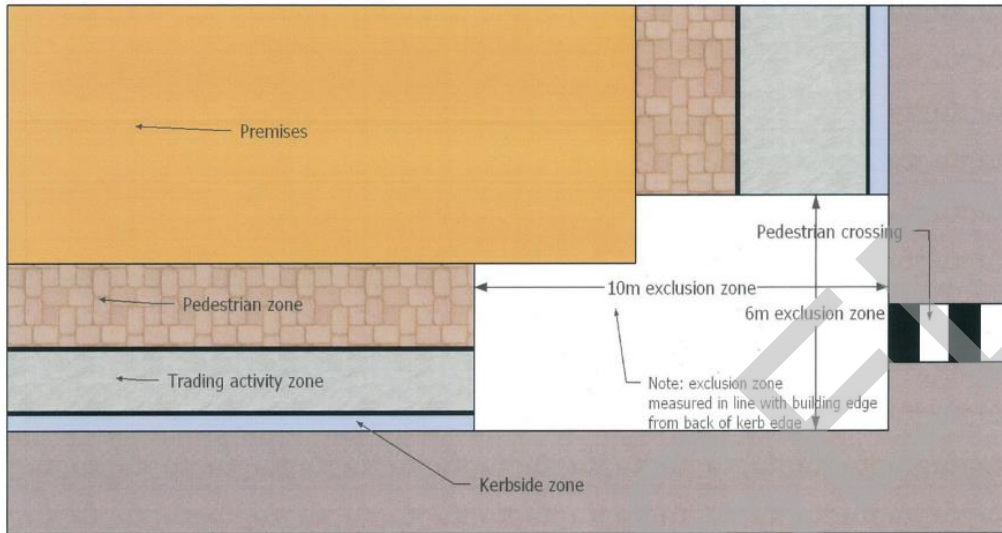 Premises
Pedestrian crossing
10m exclusion zone
Pedestrian zone
6m exclusion zone
Trading activity zone
Note: exclusion zone
measured in line with building edge
from back of kerb edge
Kerbside zone